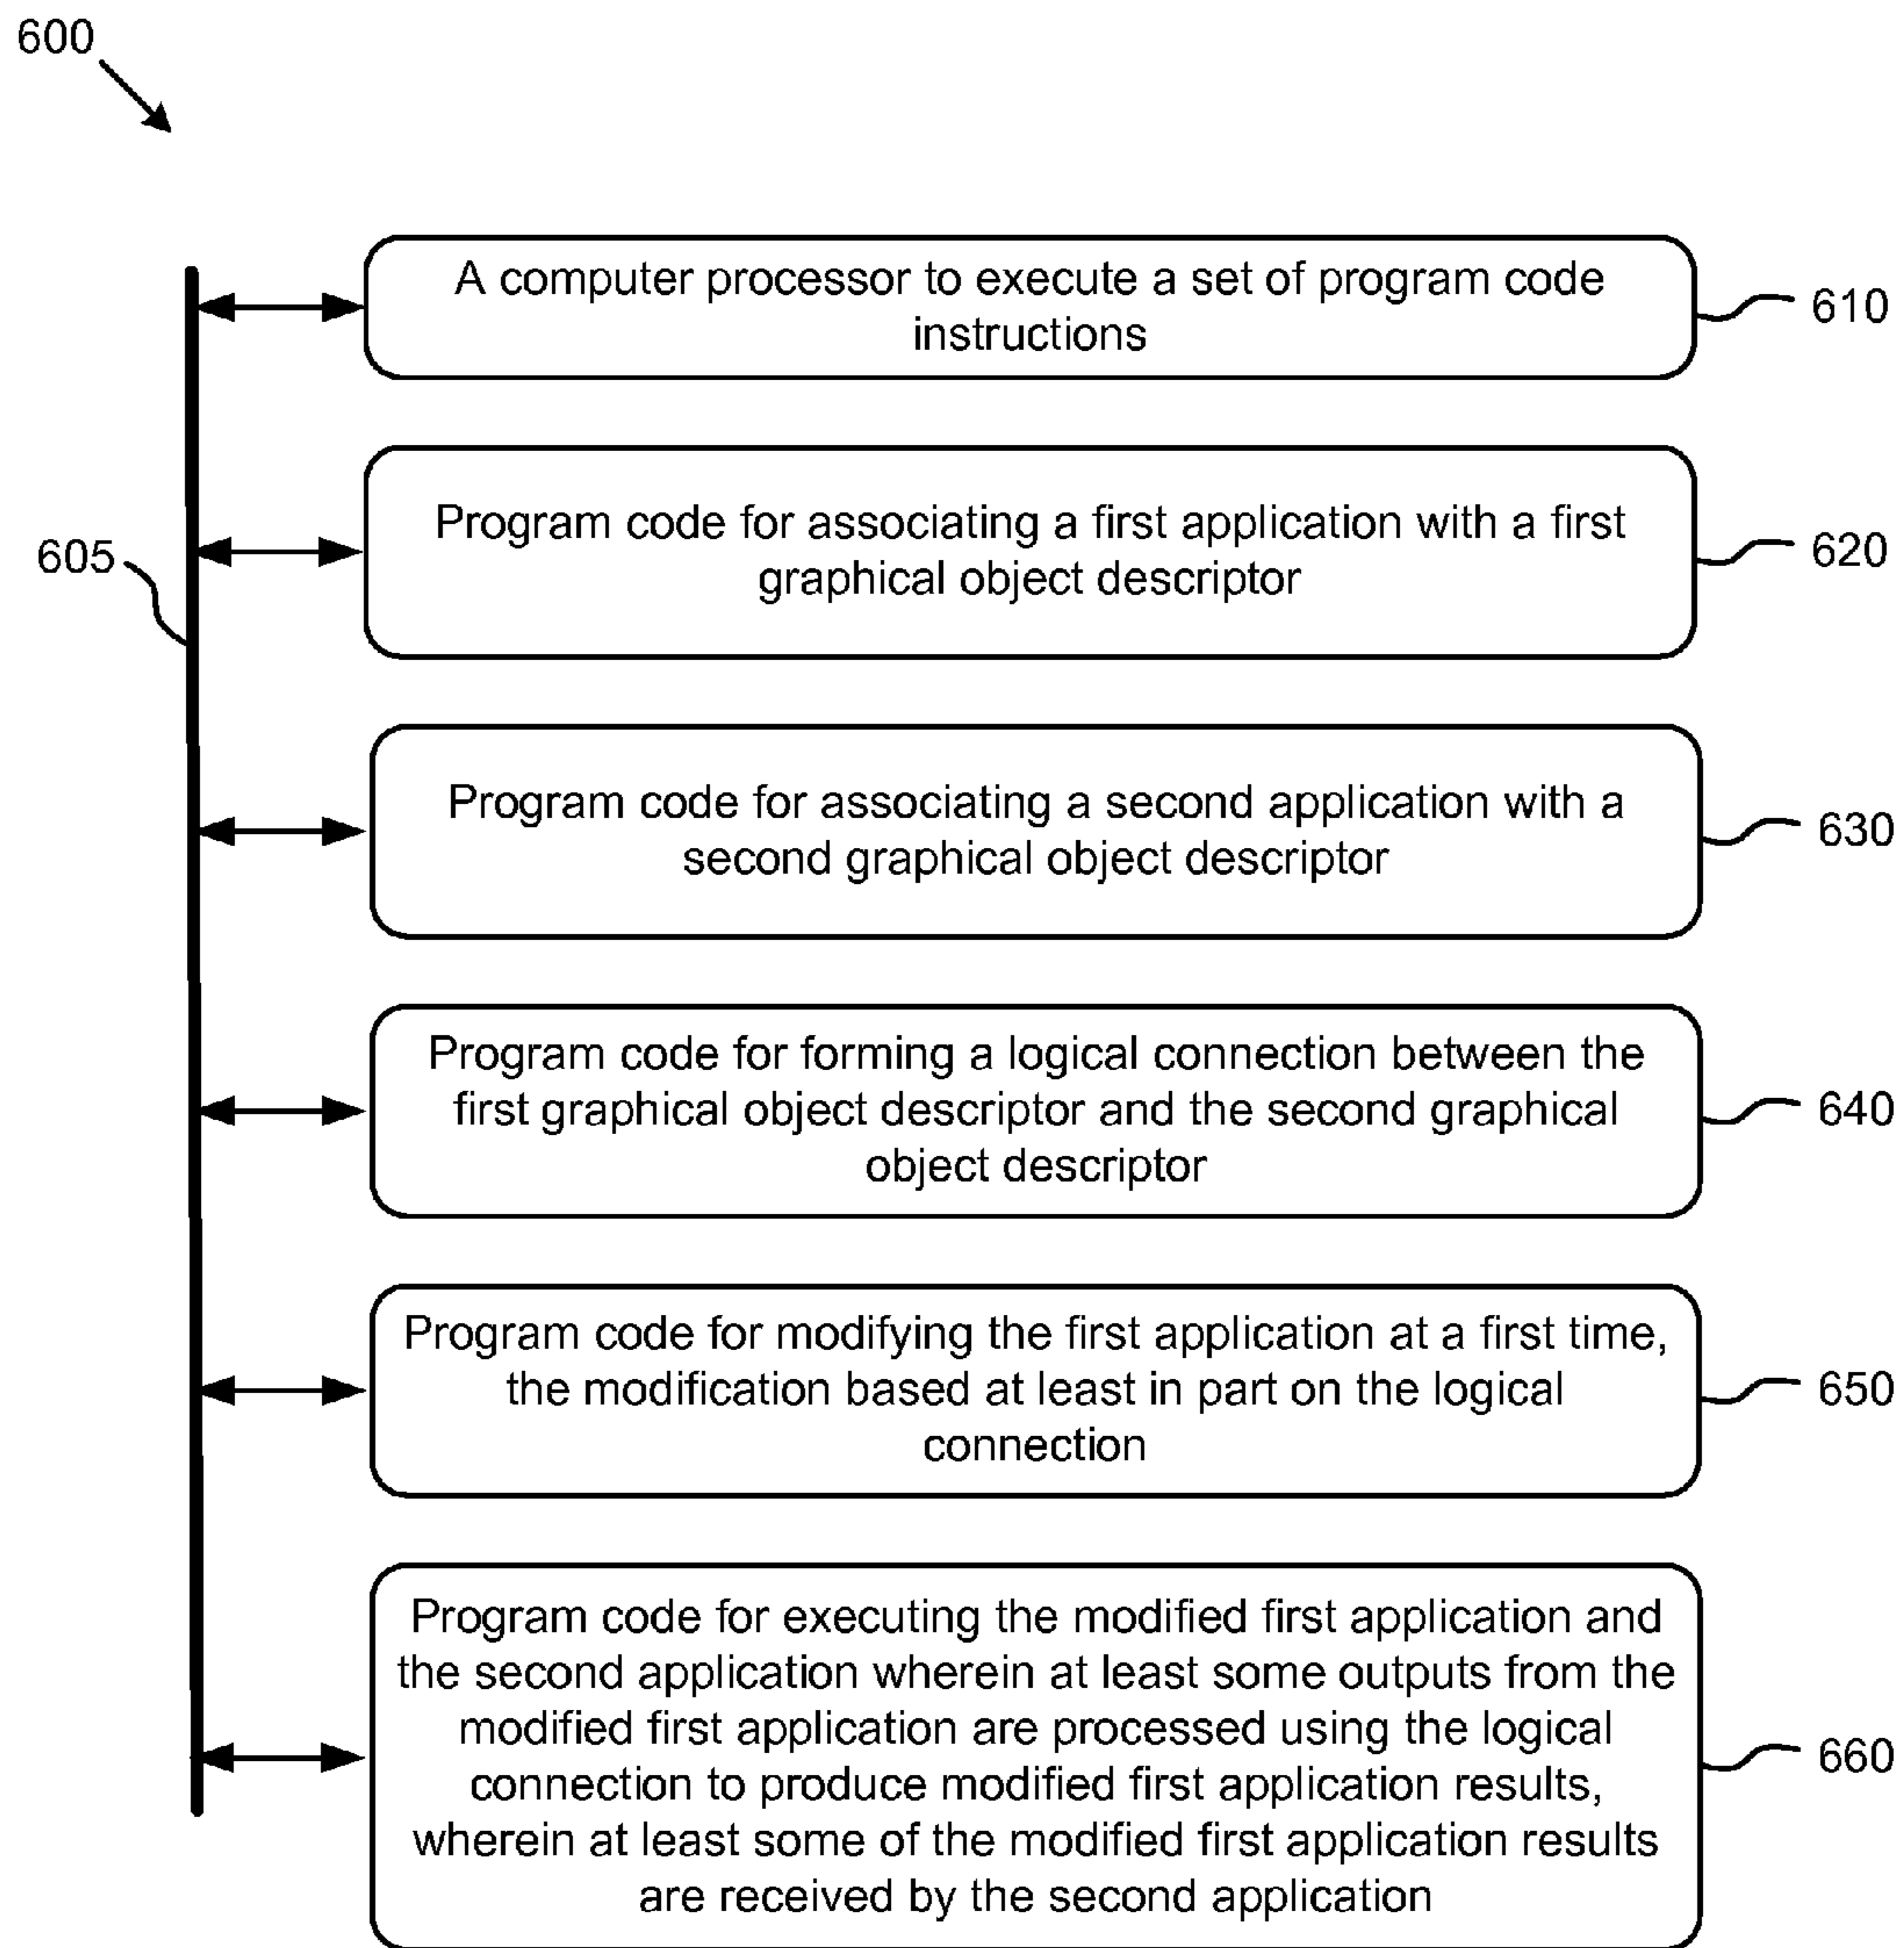 600
A computer processor to execute a set of program code
instructions
610
Program code for associating a first application with a first
graphical object descriptor
620
605
Program code for associating a second application with a
second graphical object descriptor
630
Program code for forming a logical connection between the
first graphical object descriptor and the second graphical
object descriptor
640
Program code for modifying the first application at a first time,
the modification based at least in part on the logical
connection
650
Program code for executing the modified first application and
the second application wherein at least some outputs from the
modified first application are processed using the logical
connection to produce modified first application results,
wherein at least some of the modified first application results
are received by the second application
660